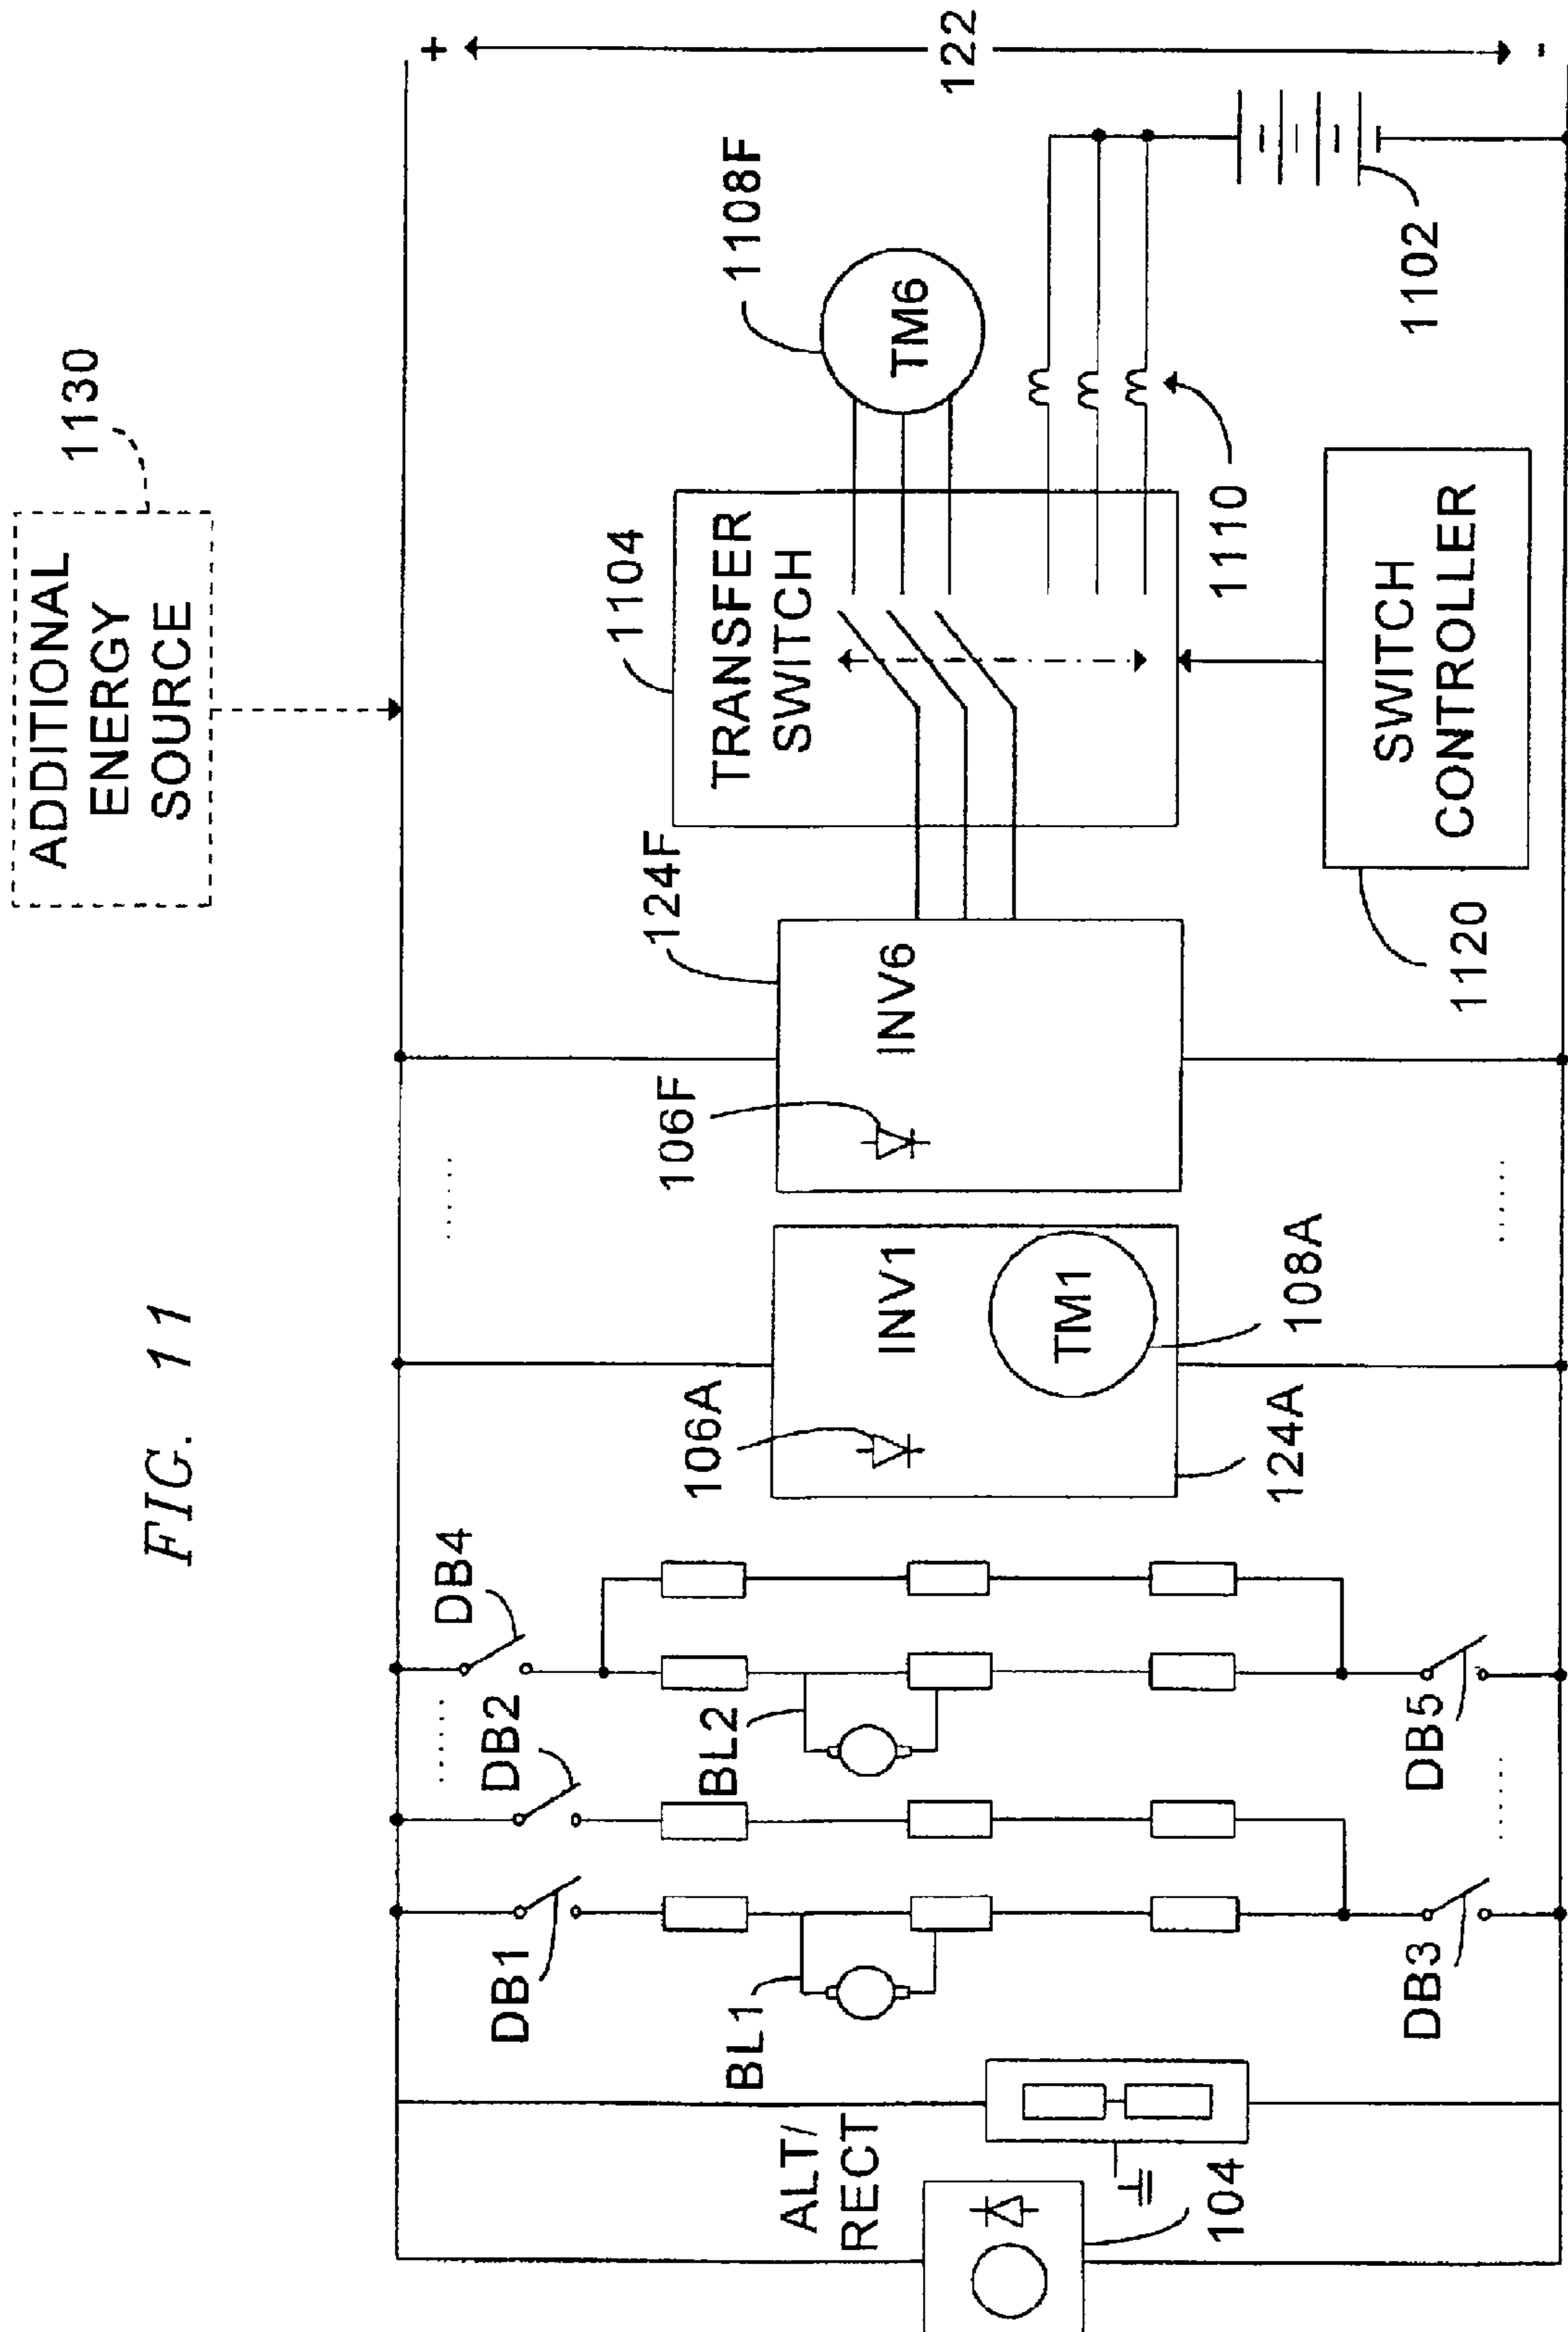 FIG. 11
ADDITIONAL
ENERGY
SOURCE
1130
+
122
-
ALT/
RECT
104
BL1
DB1
DB2
DB3
BL2
DB4
DB5
106A
INV1
TM1
108A
124A
106F
INV6
124F
1104
TRANSFER
SWITCH
TM6
1108F
1110
1102
SWITCH
CONTROLLER
1120